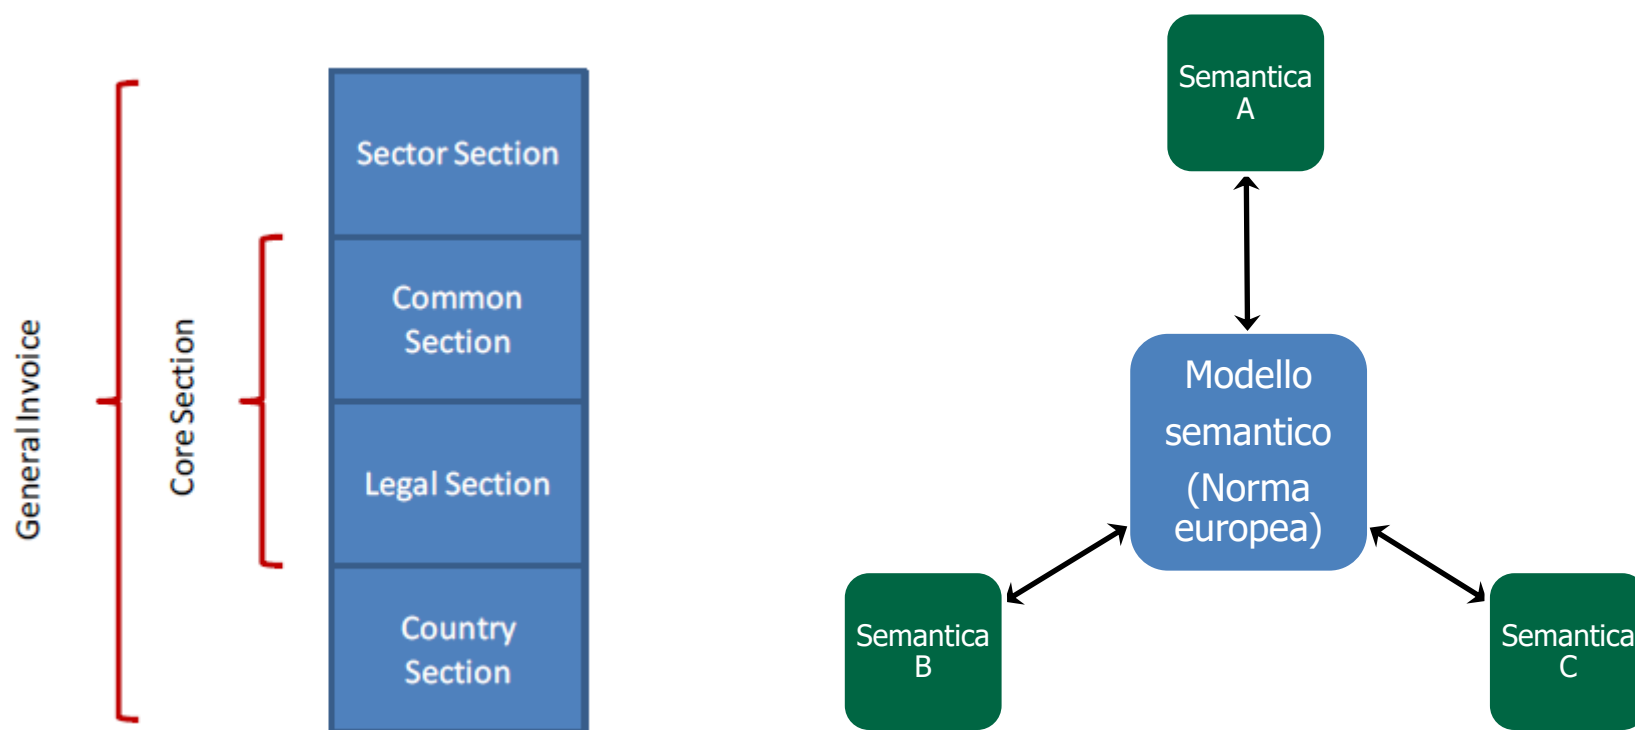 General Invoice
Core Section
Sector Section
Common
Section
Legal Section
Country
Section
Semantica
A
Modello
semantico
(Norma
europea)
Semantica
B
Semantica
C